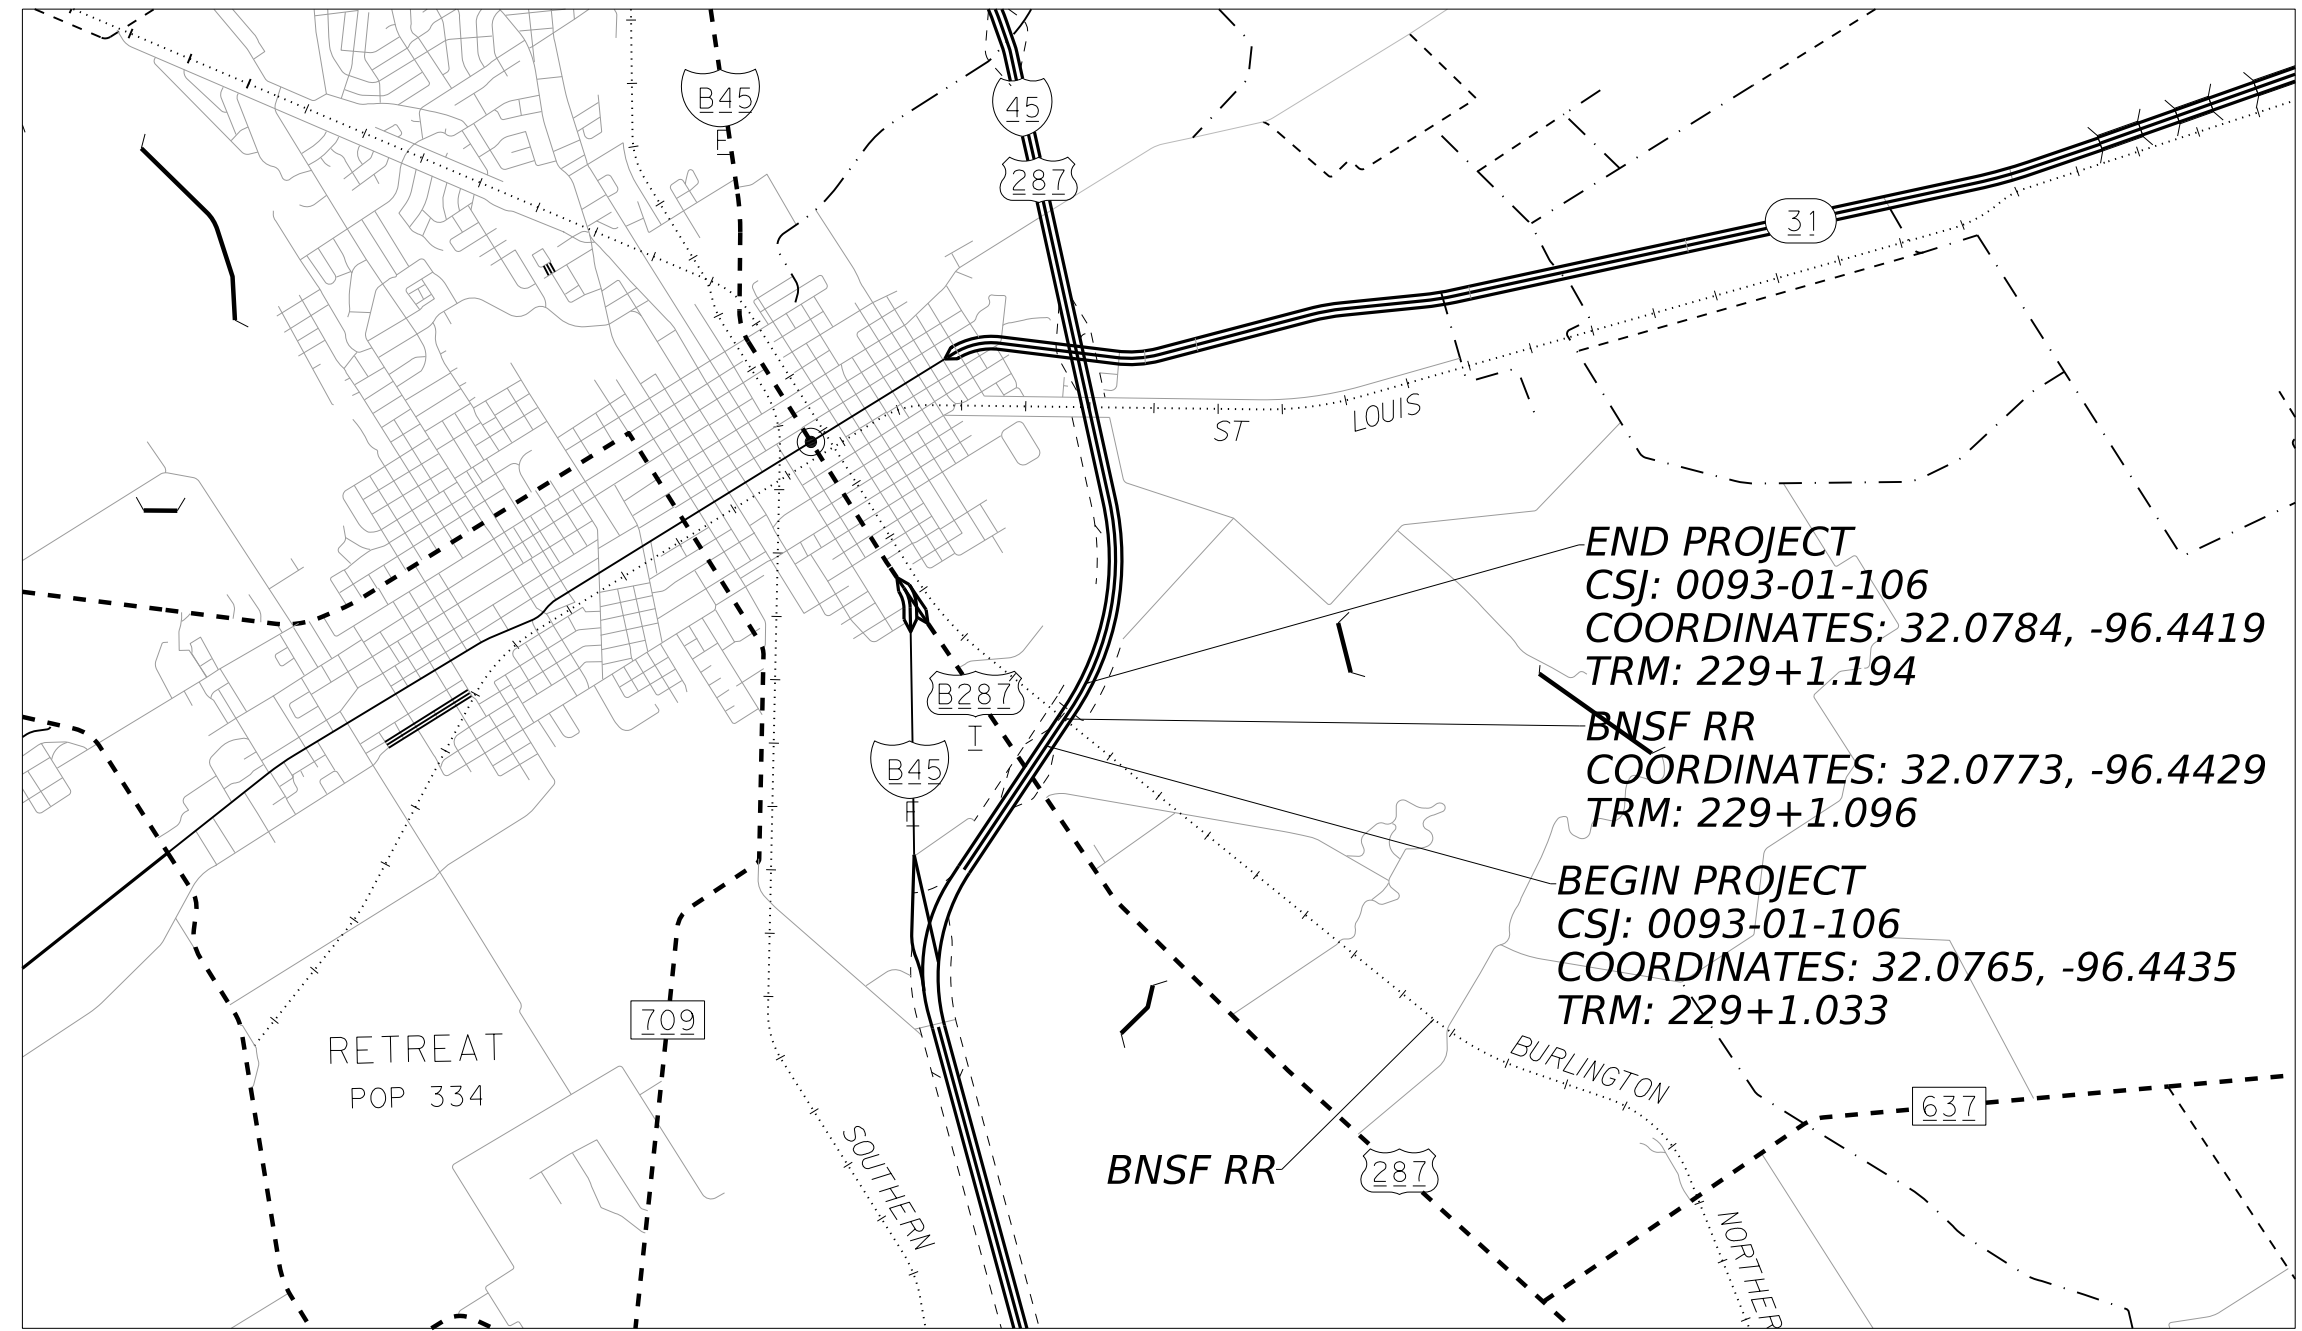 B45
F
45
287
31
ST LOUIS
END PROJECT
CSJ: 0093-01-106
COORDINATES: 32.0784, -96.4419
TRM: 229+1.194
B287
T
BNSF RR
COORDINATES: 32.0773, -96.4429
TRM: 229+1.096
B45
F
BEGIN PROJECT
CSJ: 0093-01-106
COORDINATES: 32.0765, -96.4435
TRM: 229+1.033
709
RETREAT
POP 334
BURLINGTON
637
SOUTHERN
BNSF RR
287
NORTHER